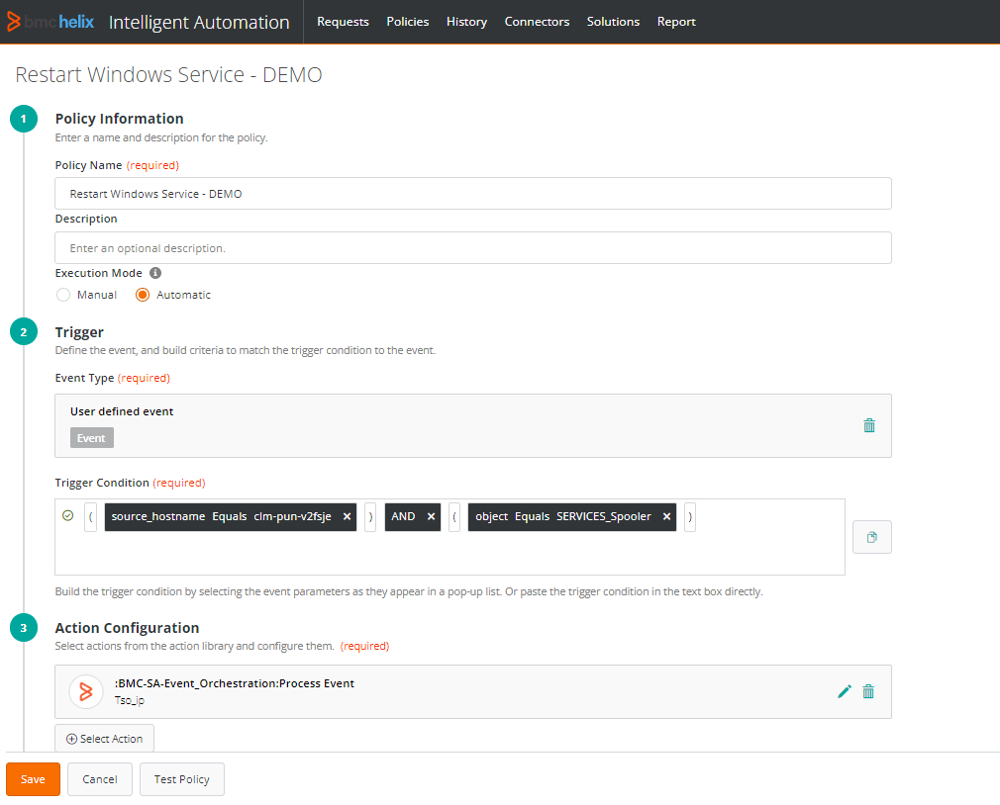 bmc helix Intelligent Automation Requests Policies History Connectors Solutions Report
Restart Windows Service - DEMO
1 Policy Information
Enter a name and description for the policy.
Policy Name (required)
Restart Windows Service - DEMO
Description
Enter an optional description.
Execution Mode i
Manual Automatic
2 Trigger
Define the event, and build criteria to match the trigger condition to the event.
Event Type (required)
User defined event
Event
Trigger Condition (required)
( source_hostname Equals clm-pun-v2fsje × ) AND × ( object Equals SERVICES_Spooler × )
Build the trigger condition by selecting the event parameters as they appear in a pop-up list. Or paste the trigger condition in the text box directly.
3 Action Configuration
Select actions from the action library and configure them. (required)
:BMC-SA-Event_Orchestration:Process Event
Tso_ip
Select Action
Save Cancel Test Policy